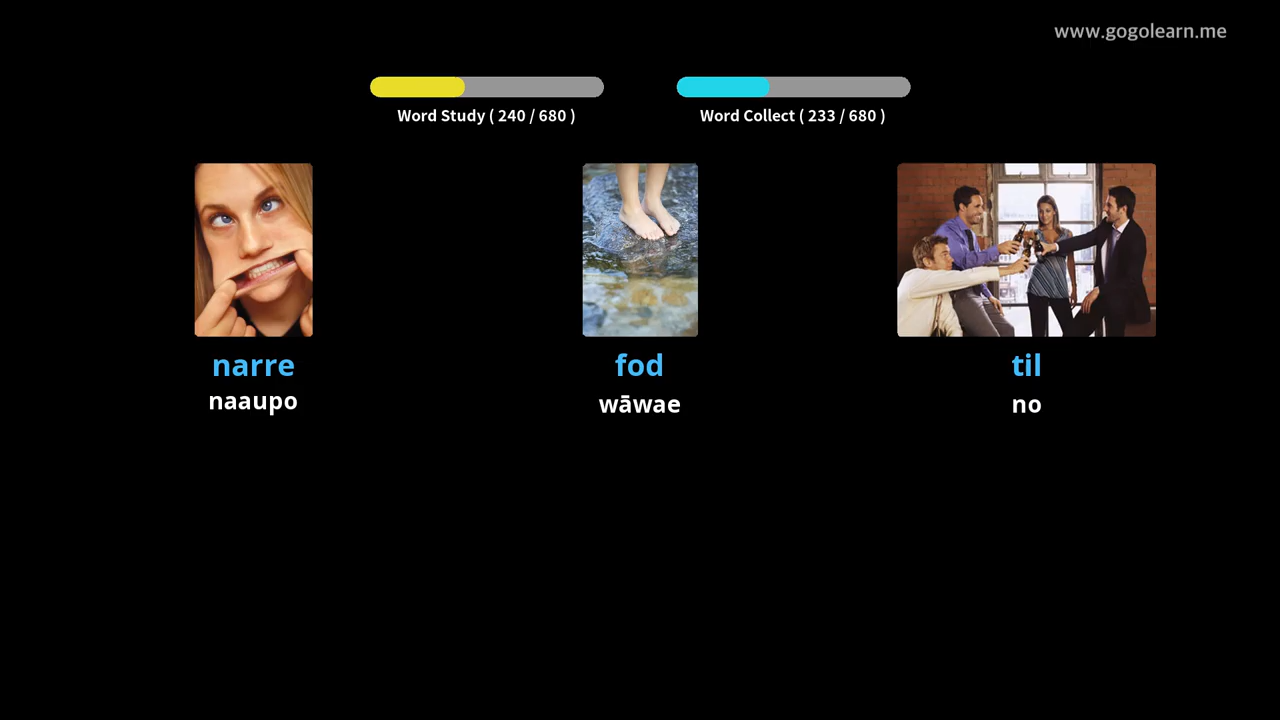 www.gogolearn.me
Word Study ( 240 / 680 )
Word Collect ( 233 / 680 )
narre
naaupo
fod
wāwae
til
no